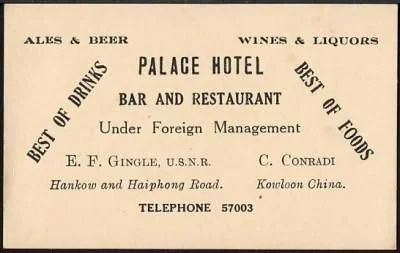 ALES & BEER
WINES & LIQUORS
PALACE HOTEL
BEST OF DRINKS
BEST OF FOODS
BAR AND RESTAURANT
Under Foreign Management
E. F. GINGLE, U.S.N.R. C. CONRADI
Hankow and Haiphong Road. Kowloon China.
TELEPHONE 57003